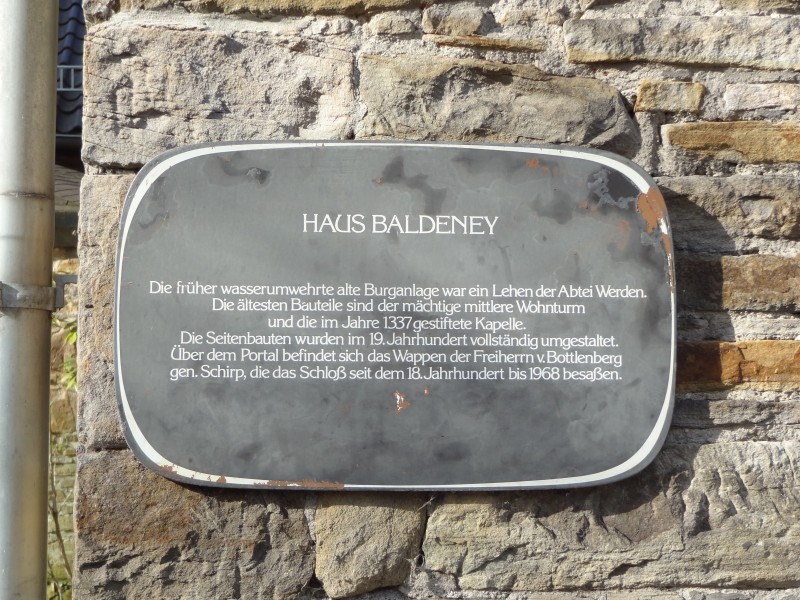 HAUS BALDENEY
Die früher wasserumwehrte alte Burganlage war ein Lehen der Abtei Werden.
Die ältesten Bauteile sind der mächtige mittlere Wohnturm
und die im Jahre 1337 gestiftete Kapelle.
Die Seitenbauten wurden im 19. Jahrhundert vollständig umgestaltet.
Über dem Portal befindet sich das Wappen der Freiherrn v. Bottlenberg
gen. Schirp, die das Schloß seit dem 18. Jahrhundert bis 1968 besaßen.